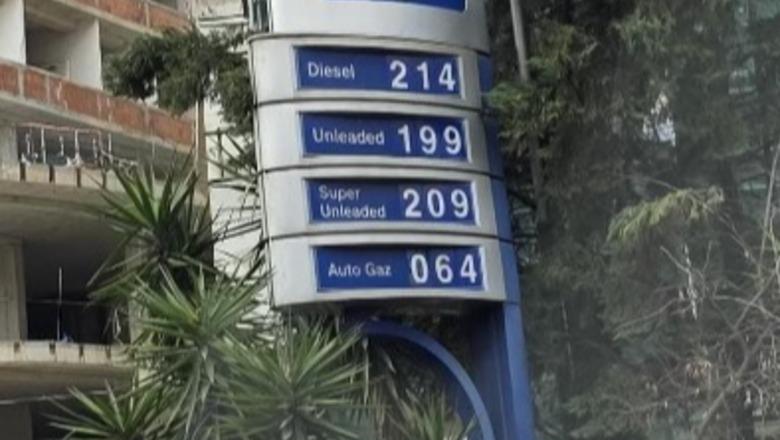 Diesel 214
Unleaded 199
Super
Unleaded 209
Auto Gaz 064